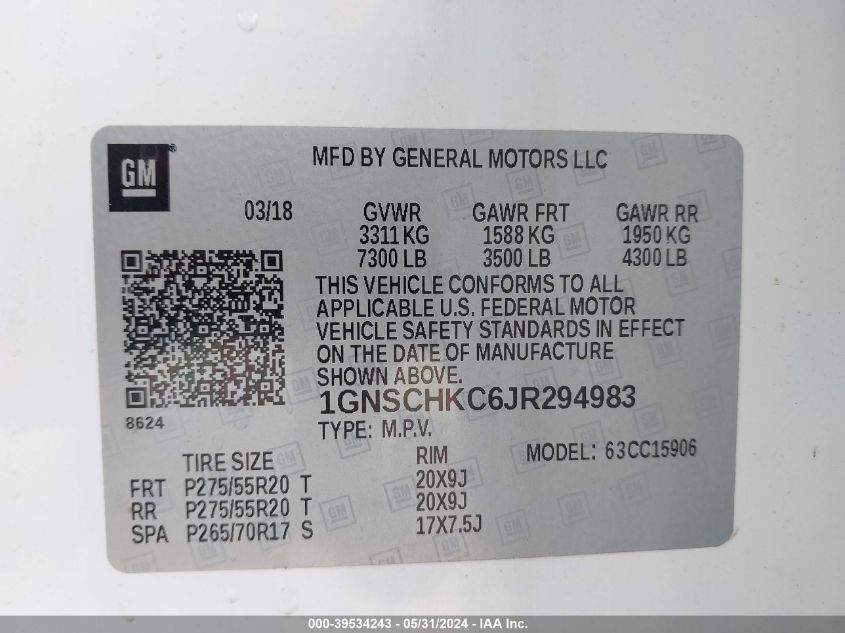 GM
MFD BY GENERAL MOTORS LLC
03/18 GVWR GAWR FRT GAWR RR
3311 KG 1588 KG 1950 KG
7300 LB 3500 LB 4300 LB
THIS VEHICLE CONFORMS TO ALL
APPLICABLE U.S. FEDERAL MOTOR
VEHICLE SAFETY STANDARDS IN EFFECT
ON THE DATE OF MANUFACTURE
SHOWN ABOVE.
1GNSCHKC6JR294983
8624
TYPE: M.P.V.
MODEL: 63CC15906
TIRE SIZE RIM
FRT P275/55R20 T 20X9J
RR P275/55R20 T 20X9J
SPA P265/70R17 S 17X7.5J
000-39534243 - 05/31/2024 - IAA Inc.